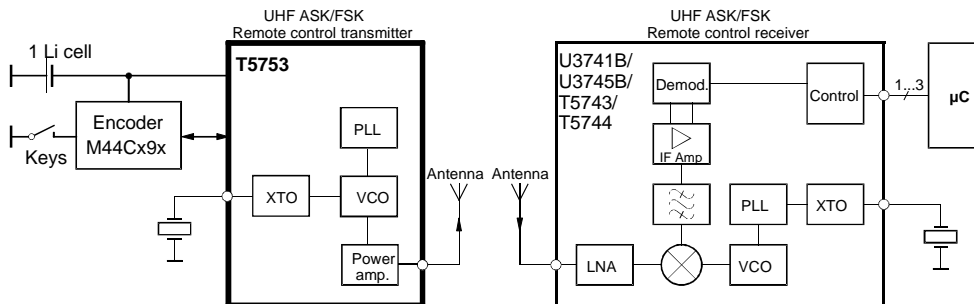 UHF ASK/FSK
Remote control transmitter
UHF ASK/FSK
Remote control receiver
1 Li cell
T5753
Encoder
M44Cx9x
Keys
PLL
XTO
VCO
Power
amp.
Antenna
Antenna
U3741B/
U3745B/
T5743/
T5744
Demod.
Control
1...3
µC
IF Amp
PLL
XTO
LNA
VCO